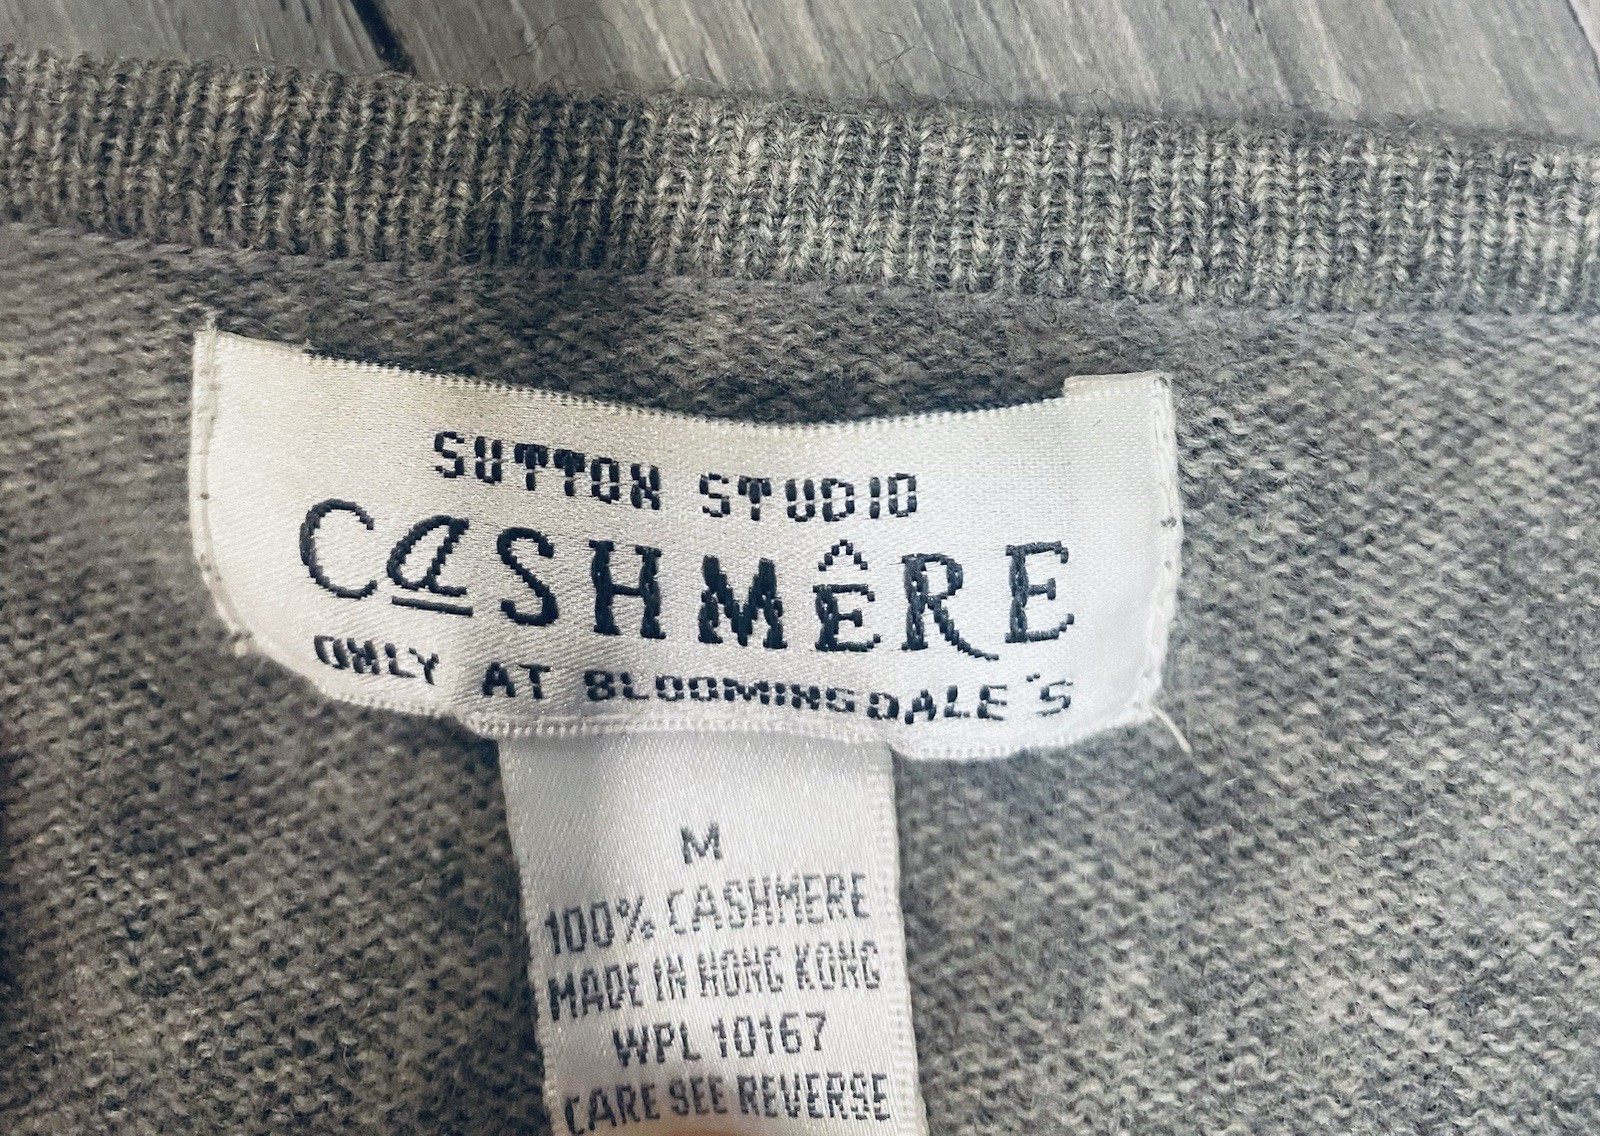 SUTTON STUDIO
CaSHMÊRE
ONLY AT BLOOMINGDALE'S
M
100% CASHMERE
MADE IN HONG KONG
WPL 10167
CARE SEE REVERSE